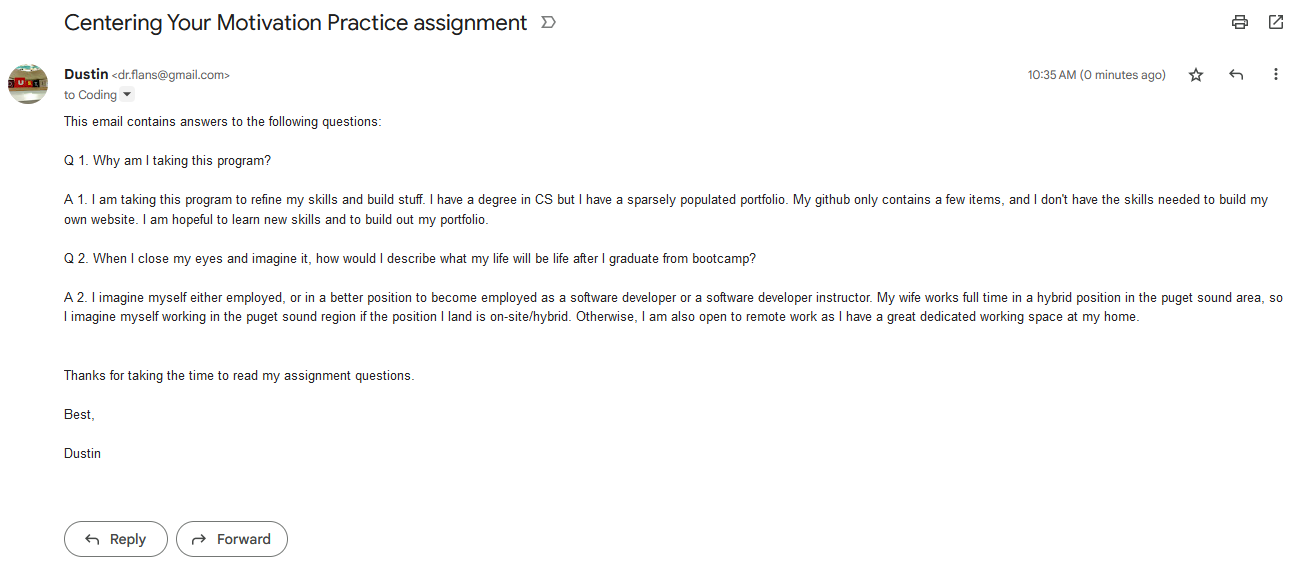 Centering Your Motivation Practice assignment
Dustin <dr.flans@gmail.com>
10:35 AM (0 minutes ago)
to Coding
This email contains answers to the following questions:
Q 1. Why am I taking this program?
A 1. I am taking this program to refine my skills and build stuff. I have a degree in CS but I have a sparsely populated portfolio. My github only contains a few items, and I don't have the skills needed to build my
own website. I am hopeful to learn new skills and to build out my portfolio.
Q 2. When I close my eyes and imagine it, how would I describe what my life will be life after I graduate from bootcamp?
A 2. I imagine myself either employed, or in a better position to become employed as a software developer or a software developer instructor. My wife works full time in a hybrid position in the puget sound area, so
I imagine myself working in the puget sound region if the position I land is on-site/hybrid. Otherwise, I am also open to remote work as I have a great dedicated working space at my home.
Thanks for taking the time to read my assignment questions.
Best,
Dustin
Reply
Forward